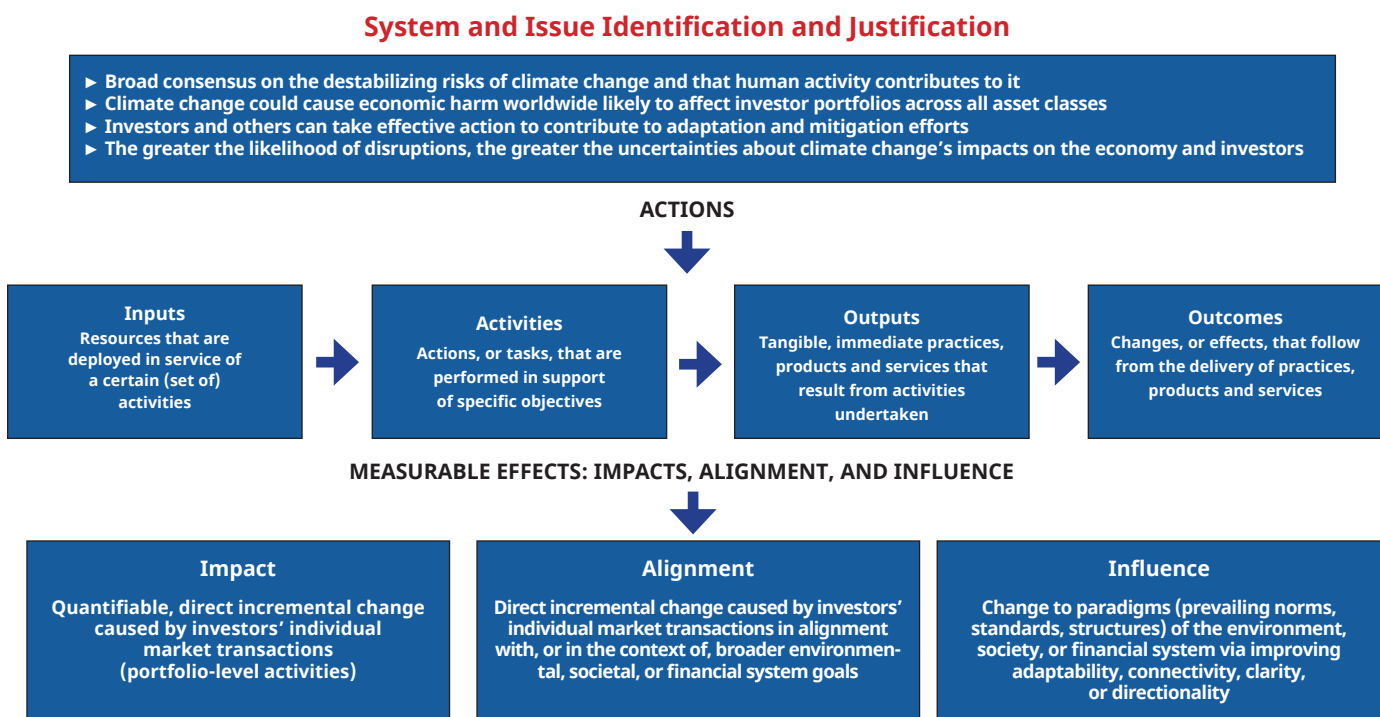 System and Issue Identification and Justification
► Broad consensus on the destabilizing risks of climate change and that human activity contributes to it
► Climate change could cause economic harm worldwide likely to affect investor portfolios across all asset classes
► Investors and others can take effective action to contribute to adaptation and mitigation efforts
► The greater the likelihood of disruptions, the greater the uncertainties about climate change’s impacts on the economy and investors
ACTIONS
Inputs
Resources that are
deployed in service of
a certain (set of)
activities
Activities
Actions, or tasks, that are
performed in support
of specific objectives
Outputs
Tangible, immediate practices,
products and services that
result from activities
undertaken
Outcomes
Changes, or effects, that follow
from the delivery of practices,
products and services
MEASURABLE EFFECTS: IMPACTS, ALIGNMENT, AND INFLUENCE
Impact
Quantifiable, direct incremental change
caused by investors’ individual
market transactions
(portfolio-level activities)
Alignment
Direct incremental change caused by investors’
individual market transactions in alignment
with, or in the context of, broader environmen-
tal, societal, or financial system goals
Influence
Change to paradigms (prevailing norms,
standards, structures) of the environment,
society, or financial system via improving
adaptability, connectivity, clarity,
or directionality